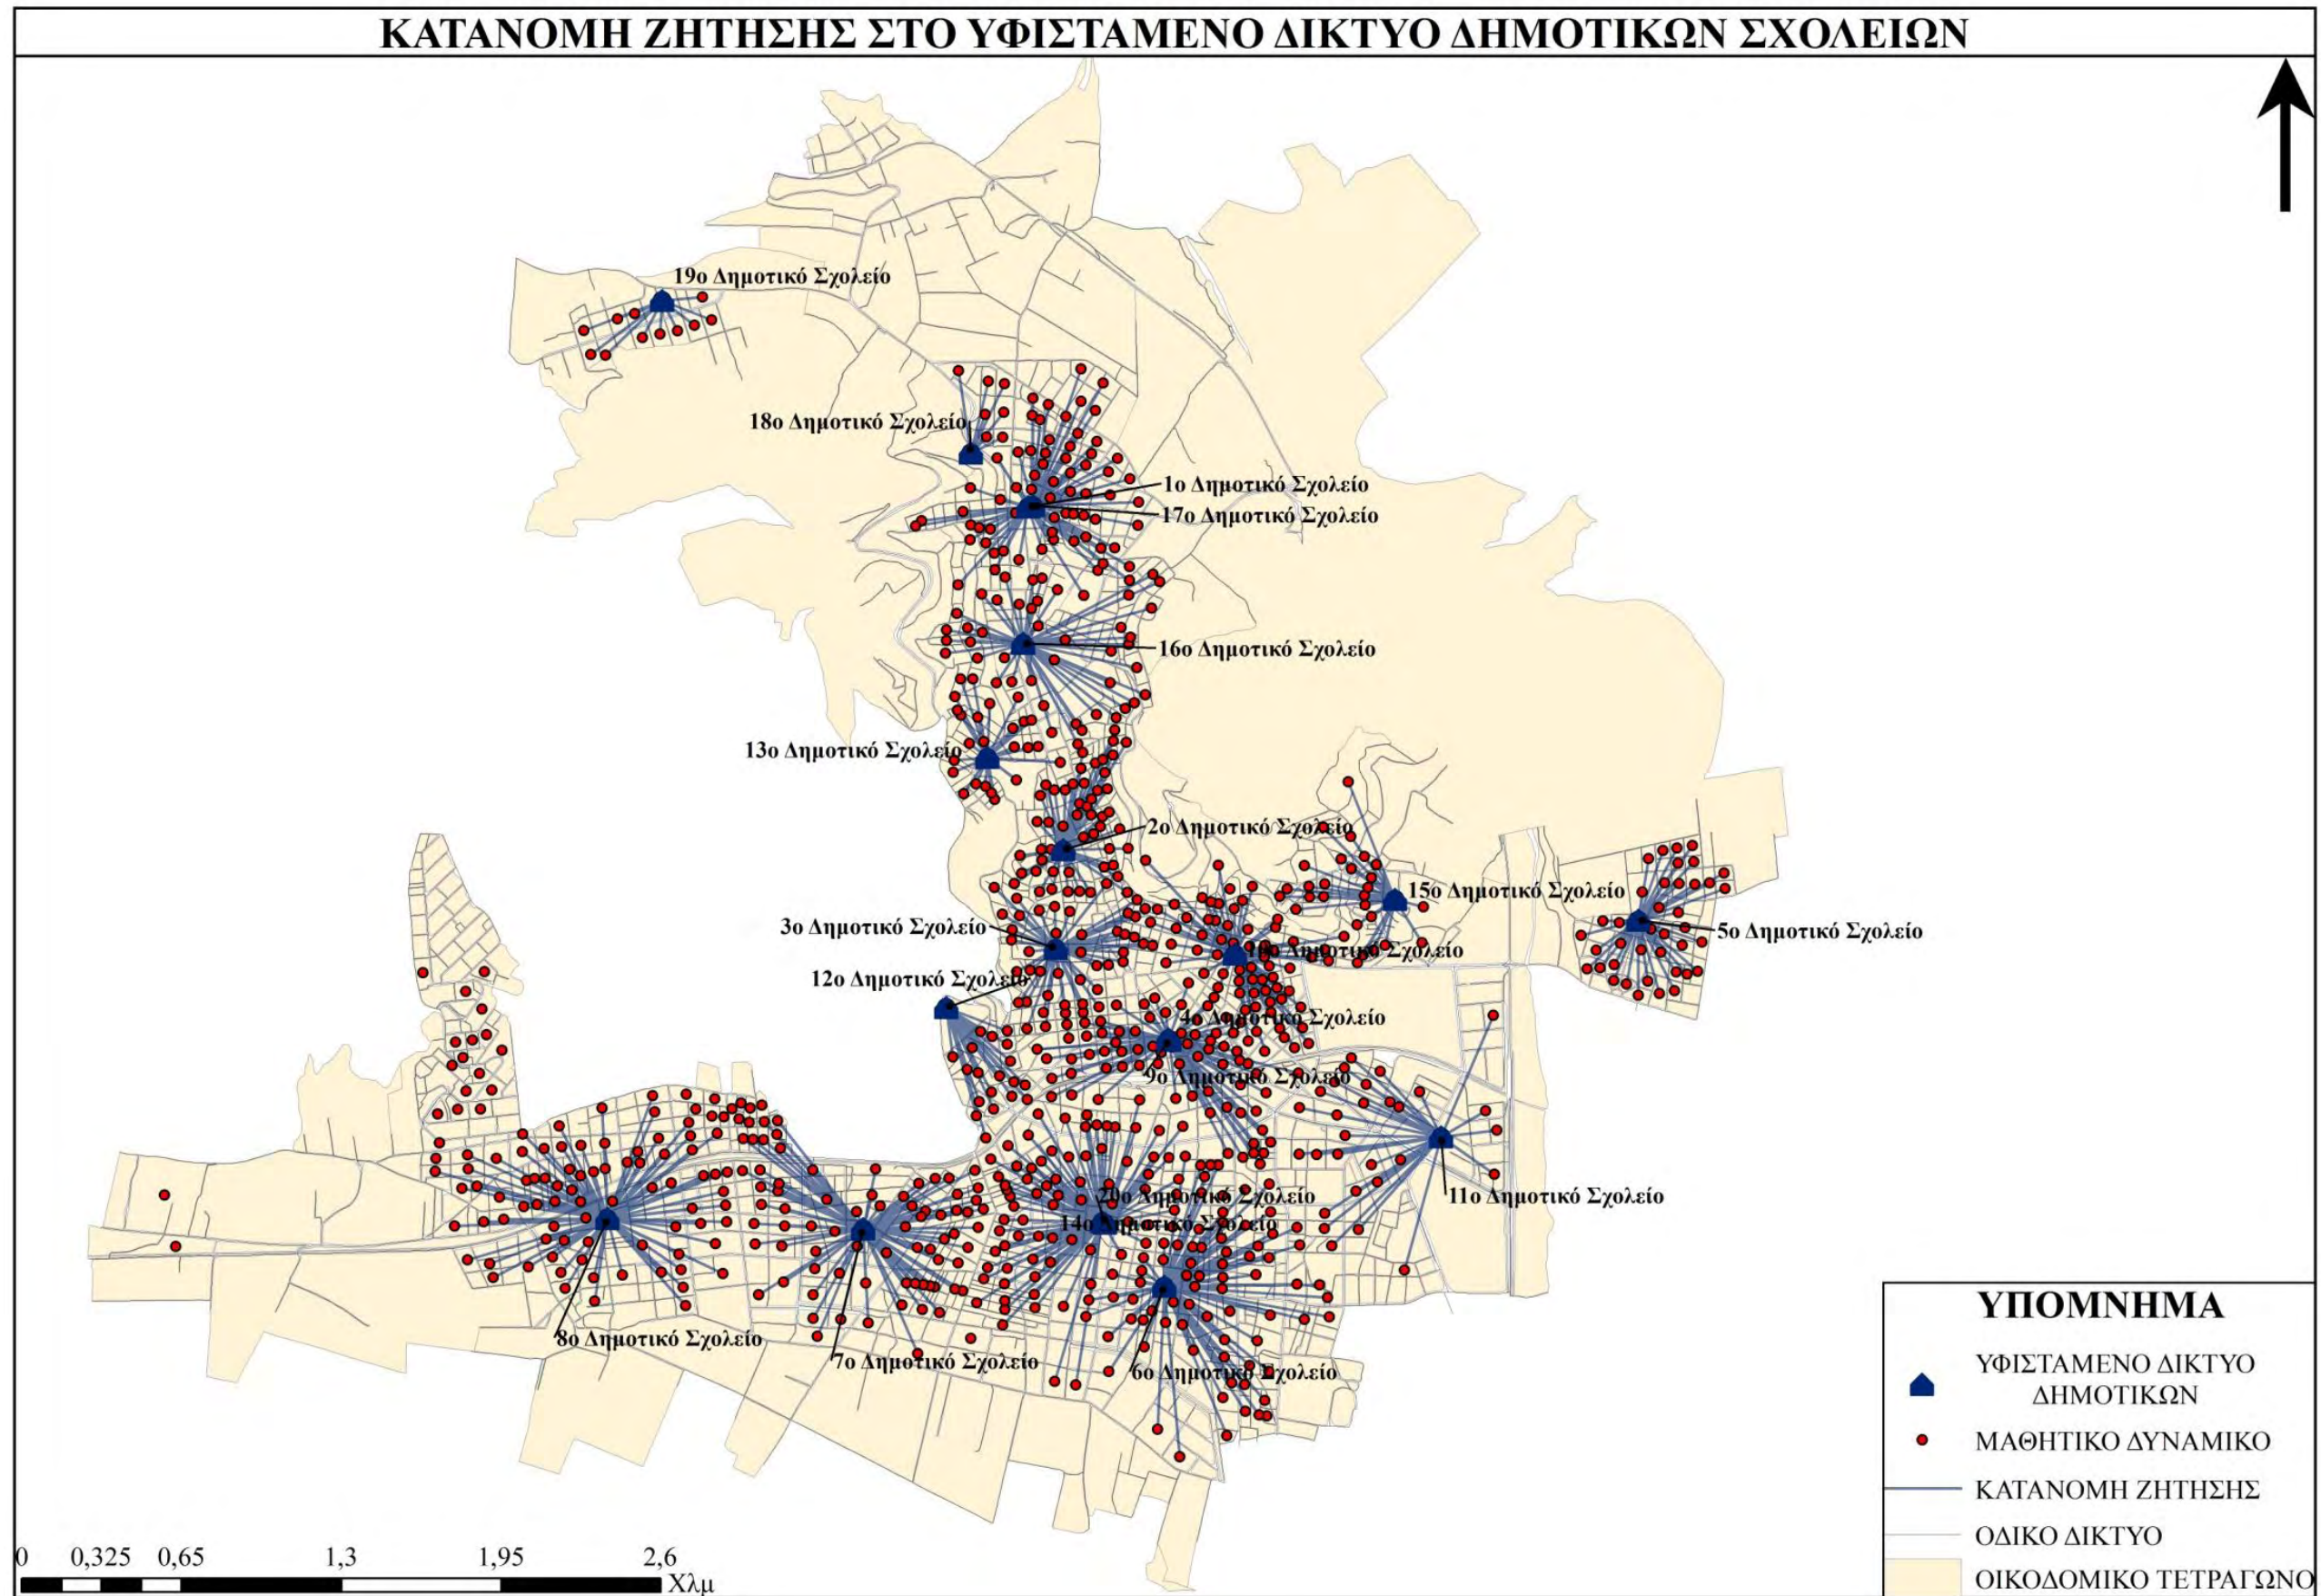 ΚΑΤΑΝΟΜΗ ΖΗΤΗΣΗΣ ΣΤΟ ΥΦΙΣΤΑΜΕΝΟ ΔΙΚΤΥΟ ΔΗΜΟΤΙΚΩΝ ΣΧΟΛΕΙΩΝ
19ο Δημοτικό Σχολείο
18ο Δημοτικό Σχολείο
1ο Δημοτικό Σχολείο
17ο Δημοτικό Σχολείο
16ο Δημοτικό Σχολείο
13ο Δημοτικό Σχολείο
2ο Δημοτικό Σχολείο
15ο Δημοτικό Σχολείο
3ο Δημοτικό Σχολείο
5ο Δημοτικό Σχολείο
Δημοτικό Σχολείο
12ο Δημοτικό Σχολείο
4ο Δημοτικό Σχολείο
9ο Δημοτικό Σχολείο
20ο Δημοτικό Σχολείο
11ο Δημοτικό Σχολείο
14ο Δημοτικό Σχολείο
8ο Δημοτικό Σχολείο
7ο Δημοτικό Σχολείο
6ο Δημοτικό Σχολείο
ΥΠΟΜΝΗΜΑ
ΥΦΙΣΤΑΜΕΝΟ ΔΙΚΤΥΟ
ΔΗΜΟΤΙΚΩΝ
ΜΑΘΗΤΙΚΟ ΔΥΝΑΜΙΚΟ
ΚΑΤΑΝΟΜΗ ΖΗΤΗΣΗΣ
ΟΔΙΚΟ ΔΙΚΤΥΟ
ΟΙΚΟΔΟΜΙΚΟ ΤΕΤΡΑΓΩΝΟ
0 0,325 0,65 1,3 1,95 2,6
Χλμ